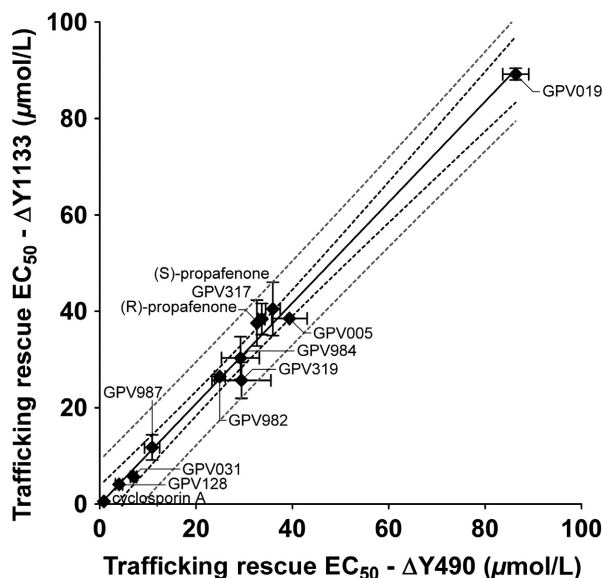 Trafficking rescue EC50 - ΔY1133 (µmol/L)
100
80
60
40
20
0
GPV019
(S)-propafenone
GPV317
(R)-propafenone
GPV005
GPV984
GPV319
GPV987
GPV982
GPV031
GPV128
cyclosporin A
0 20 40 60 80 100
Trafficking rescue EC50 - ΔY490 (µmol/L)